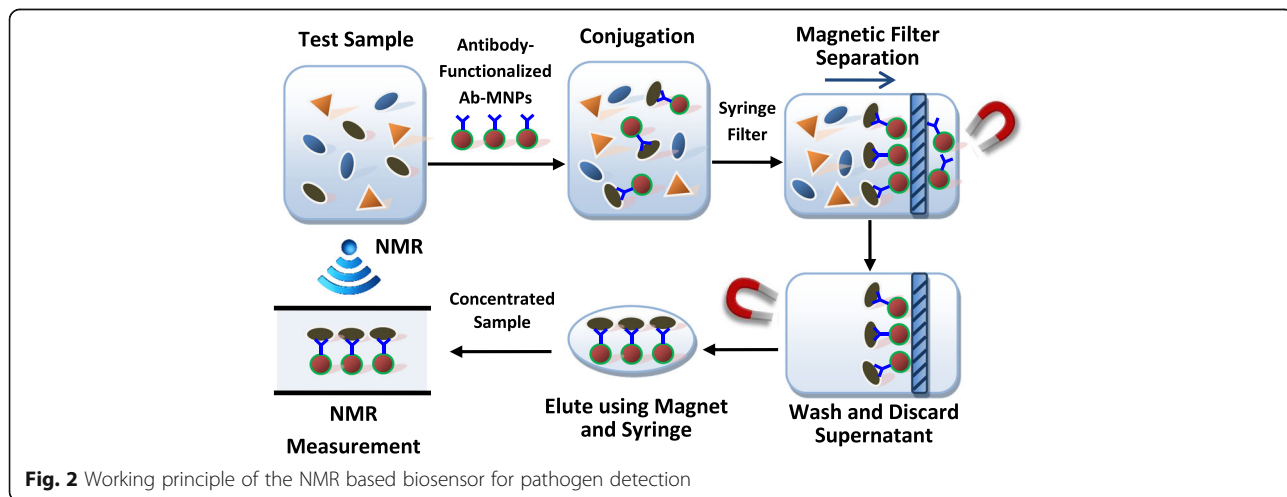 Test Sample
Antibody-
Functionalized
Ab-MNPs
Conjugation
Syringe
Filter
Magnetic Filter
Separation
NMR
NMR
Measurement
Concentrated
Sample
Elute using Magnet
and Syringe
Wash and Discard
Supernatant
Fig. 2 Working principle of the NMR based biosensor for pathogen detection